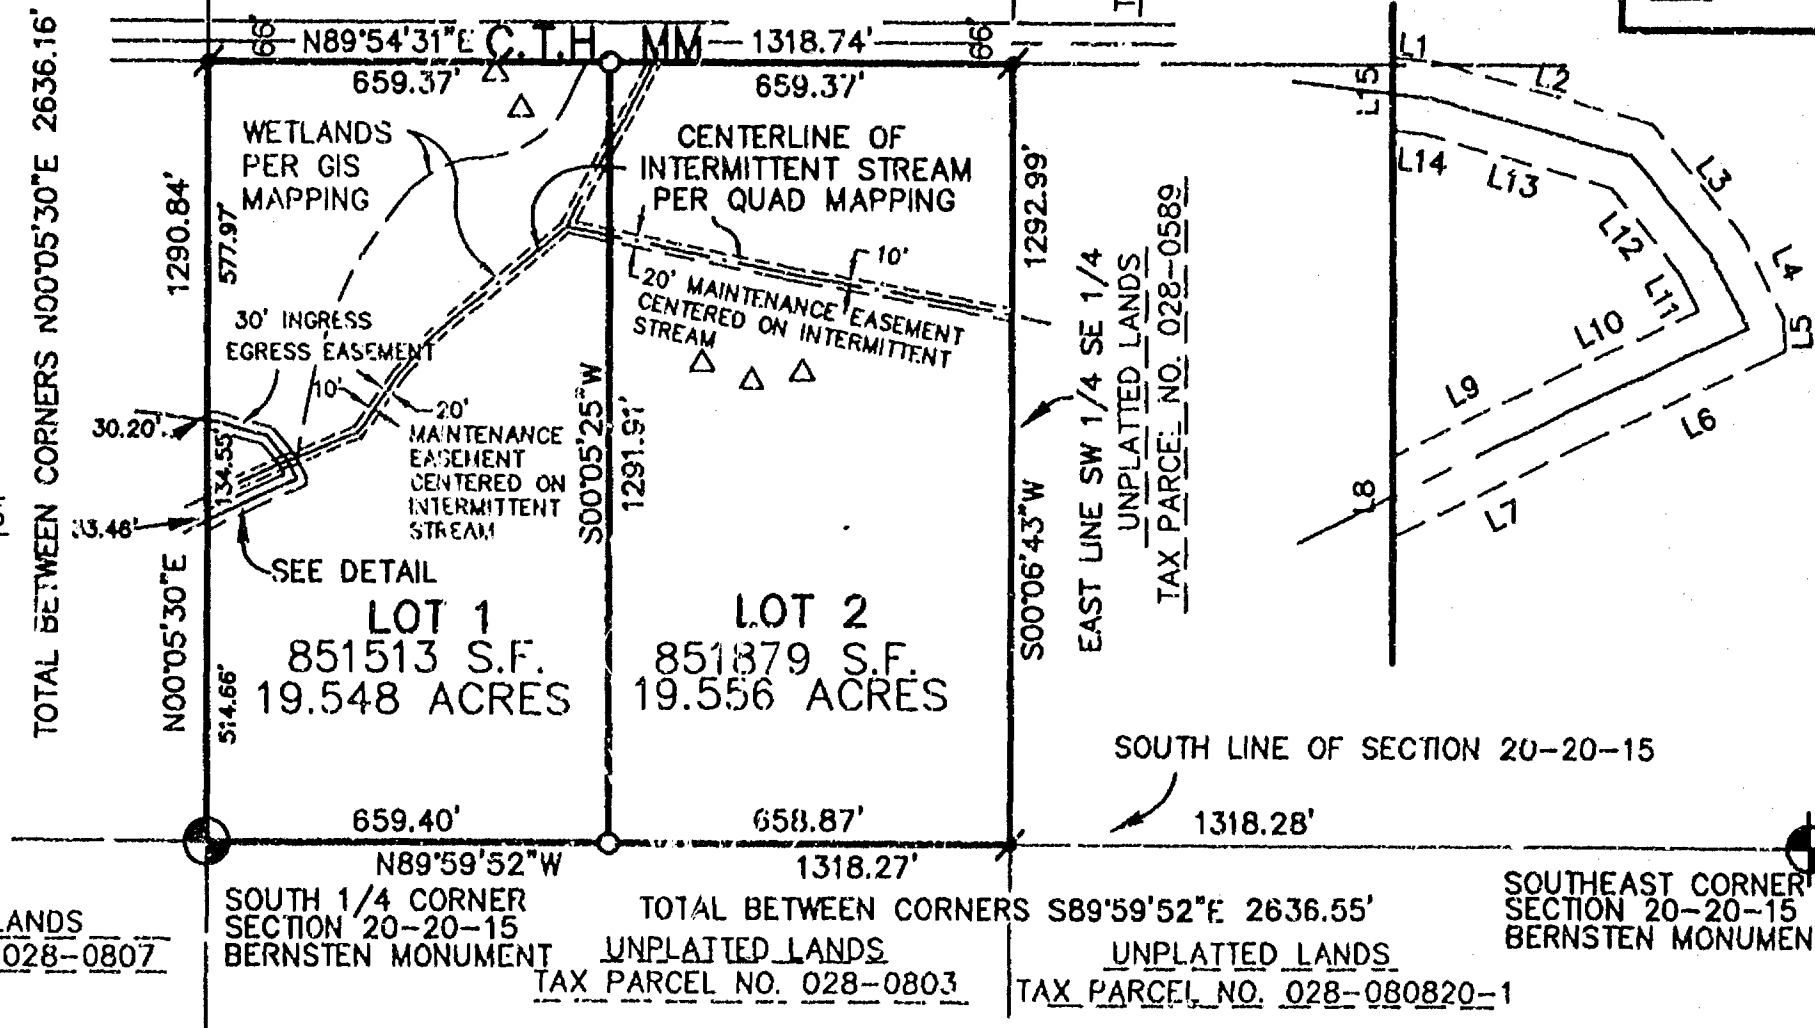 TOTAL BETWEEN CORNERS N00°05'30"E 2636.16'
66'
N89°54'31"E
C.T.H. MM
1318.74'
66'
659.37'
659.37'
WETLANDS
PER GIS
MAPPING
CENTERLINE OF
INTERMITTENT STREAM
PER QUAD MAPPING
1290.84'
577.97'
1292.99'
10'
20' MAINTENANCE EASEMENT
CENTERED ON INTERMITTENT
STREAM
30' INGRESS
EGRESS EASEMENT
10'
20'
MAINTENANCE
EASEMENT
CENTERED ON
INTERMITTENT
STREAM
30.20'
134.55'
33.46'
SEE DETAIL
S00°05'25"W
1291.91'
EAST LINE SW 1/4 SE 1/4
UNPLATTED LANDS
TAX PARCEL NO. 028-0589
S00°06'43"W
N00°05'30"E
514.66'
LOT 1
851513 S.F.
19.548 ACRES
LOT 2
851879 S.F.
19.556 ACRES
L1
L2
L15
L14
L13
L3
L12
L4
L11
L10
L5
L9
L6
L8
L7
SOUTH LINE OF SECTION 20-20-15
659.40'
658.87'
1318.28'
N89°59'52"W
1318.27'
SOUTH 1/4 CORNER
SECTION 20-20-15
BERNSTEN MONUMENT
TOTAL BETWEEN CORNERS S89°59'52"E 2636.55'
SOUTHEAST CORNER
SECTION 20-20-15
BERNSTEN MONUMEN
LANDS
028-0807
UNPLATTED LANDS
TAX PARCEL NO. 028-0803
UNPLATTED LANDS
TAX PARCEL NO. 028-080820-1